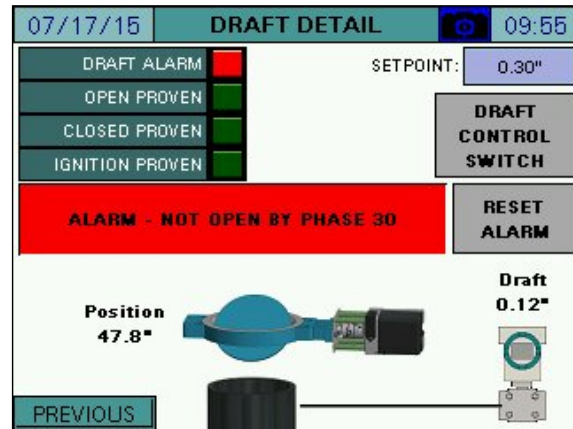 07/17/15 DRAFT DETAIL 09:55
DRAFT ALARM
SETPOINT: 0.30"
OPEN PROVEN
CLOSED PROVEN
IGNITION PROVEN
DRAFT
CONTROL
SWITCH
ALARM - NOT OPEN BY PHASE 30
RESET
ALARM
Position
47.8"
Draft
0.12"
PREVIOUS